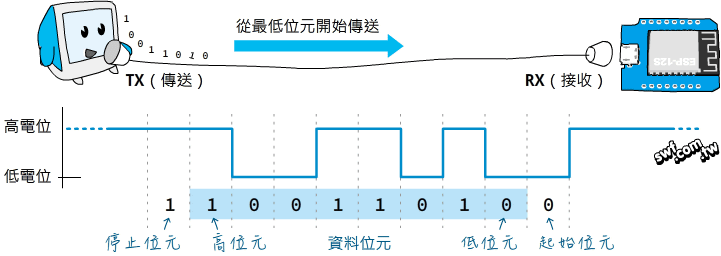 從最低位元開始傳送
1
0
0
1 1 0 1 0
TX（傳送）
RX（接收）
ESP-12S
高電位
低電位
swf.com.tw
1 1 0 0 1 1 0 1 0 0
停止位元 高位元 資料位元 低位元 起始位元